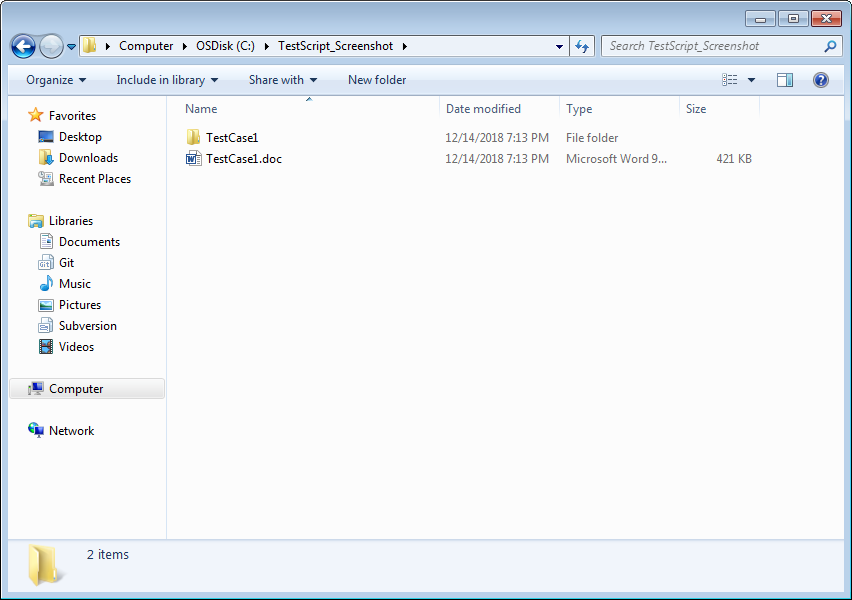 Computer OSDisk (C:) TestScript_Screenshot Search TestScript_Screenshot
Organize Include in library Share with New folder
Name Date modified Type Size
TestCase1 12/14/2018 7:13 PM File folder
TestCase1.doc 12/14/2018 7:13 PM Microsoft Word 9... 421 KB
Favorites
Desktop
Downloads
Recent Places
Libraries
Documents
Git
Music
Pictures
Subversion
Videos
Computer
Network
2 items